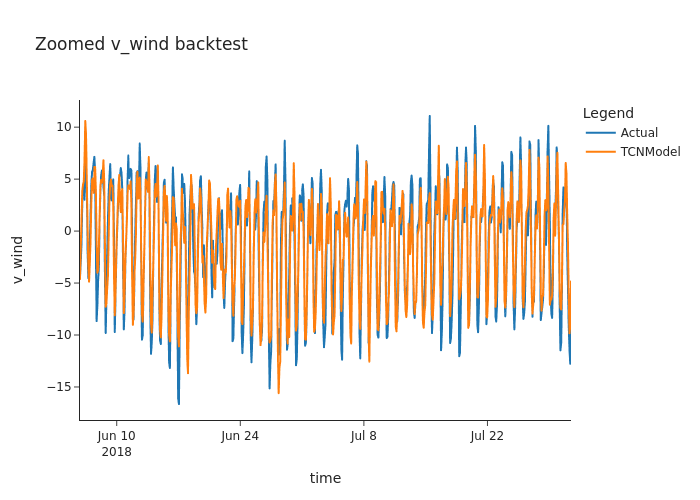 Zoomed v_wind backtest
Legend
Actual
TCNModel
v_wind
10
5
0
−5
−10
−15
Jun 10
2018
Jun 24
Jul 8
Jul 22
time